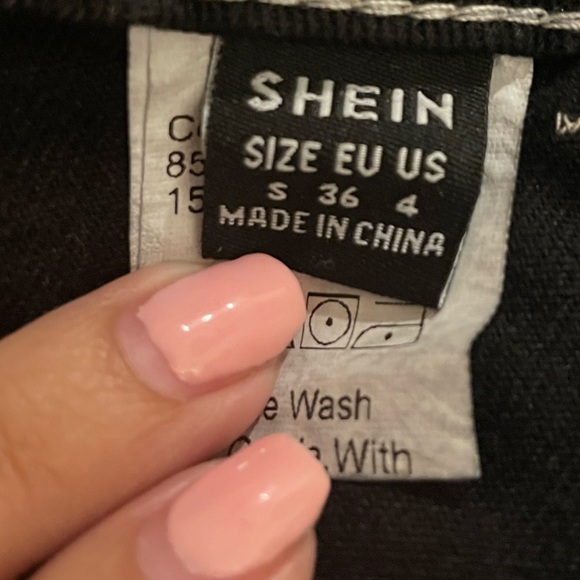 SHEIN
SIZE EU US
S 36 4
MADE IN CHINA
85
15
Wash
With